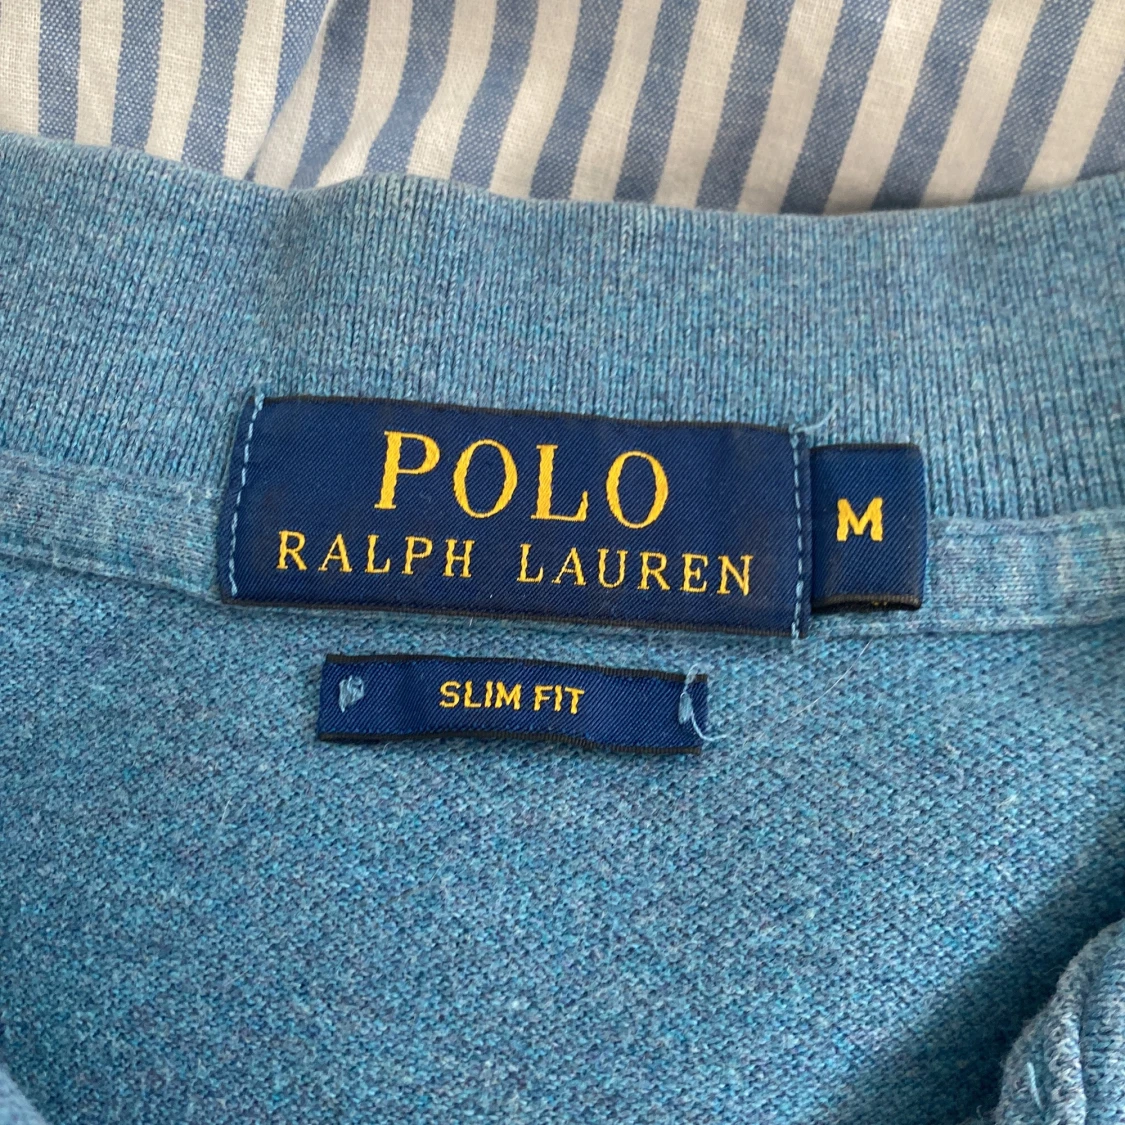 POLO
RALPH LAUREN
M
SLIM FIT